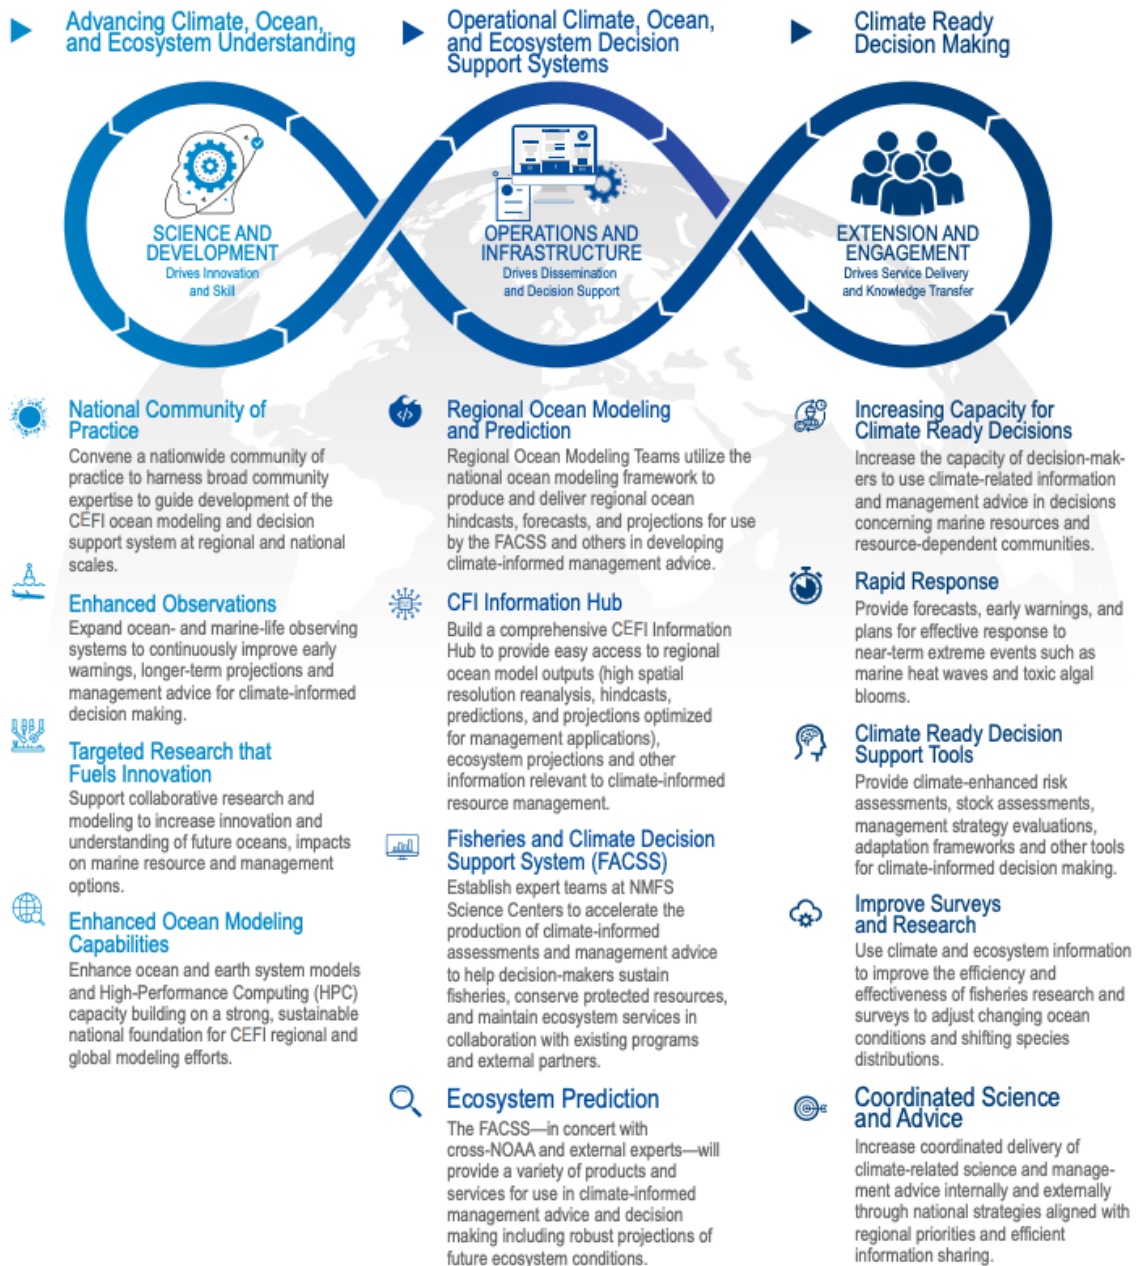 Advancing Climate, Ocean,
and Ecosystem Understanding
Operational Climate, Ocean,
and Ecosystem Decision
Support Systems
Climate Ready
Decision Making
SCIENCE AND
DEVELOPMENT
Drives Innovation
and Skill
OPERATIONS AND
INFRASTRUCTURE
Drives Dissemination
and Decision Support
EXTENSION AND
ENGAGEMENT
Drives Service Delivery
and Knowledge Transfer
National Community of
Practice
Convene a nationwide community of
practice to harness broad community
expertise to guide development of the
CEFI ocean modeling and decision
support system at regional and national
scales.
Enhanced Observations
Expand ocean- and marine-life observing
systems to continuously improve early
warnings, longer-term projections and
management advice for climate-informed
decision making.
Targeted Research that
Fuels Innovation
Support collaborative research and
modeling to increase innovation and
understanding of future oceans, impacts
on marine resource and management
options.
Enhanced Ocean Modeling
Capabilities
Enhance ocean and earth system models
and High-Performance Computing (HPC)
capacity building on a strong, sustainable
national foundation for CEFI regional and
global modeling efforts.
</> Regional Ocean Modeling
and Prediction
Regional Ocean Modeling Teams utilize the
national ocean modeling framework to
produce and deliver regional ocean
hindcasts, forecasts, and projections for use
by the FACSS and others in developing
climate-informed management advice.
CFI Information Hub
Build a comprehensive CEFI Information
Hub to provide easy access to regional
ocean model outputs (high spatial
resolution reanalysis, hindcasts,
predictions, and projections optimized
for management applications),
ecosystem projections and other
information relevant to climate-informed
resource management.
Fisheries and Climate Decision
Support System (FACSS)
Establish expert teams at NMFS
Science Centers to accelerate the
production of climate-informed
assessments and management advice
to help decision-makers sustain
fisheries, conserve protected resources,
and maintain ecosystem services in
collaboration with existing programs
and external partners.
Ecosystem Prediction
The FACSS—in concert with
cross-NOAA and external experts—will
provide a variety of products and
services for use in climate-informed
management advice and decision
making including robust projections of
future ecosystem conditions.
Increasing Capacity for
Climate Ready Decisions
Increase the capacity of decision-mak-
ers to use climate-related information
and management advice in decisions
concerning marine resources and
resource-dependent communities.
Rapid Response
Provide forecasts, early warnings, and
plans for effective response to
near-term extreme events such as
marine heat waves and toxic algal
blooms.
Climate Ready Decision
Support Tools
Provide climate-enhanced risk
assessments, stock assessments,
management strategy evaluations,
adaptation frameworks and other tools
for climate-informed decision making.
Improve Surveys
and Research
Use climate and ecosystem information
to improve the efficiency and
effectiveness of fisheries research and
surveys to adjust changing ocean
conditions and shifting species
distributions.
Coordinated Science
and Advice
Increase coordinated delivery of
climate-related science and manage-
ment advice internally and externally
through national strategies aligned with
regional priorities and efficient
information sharing.